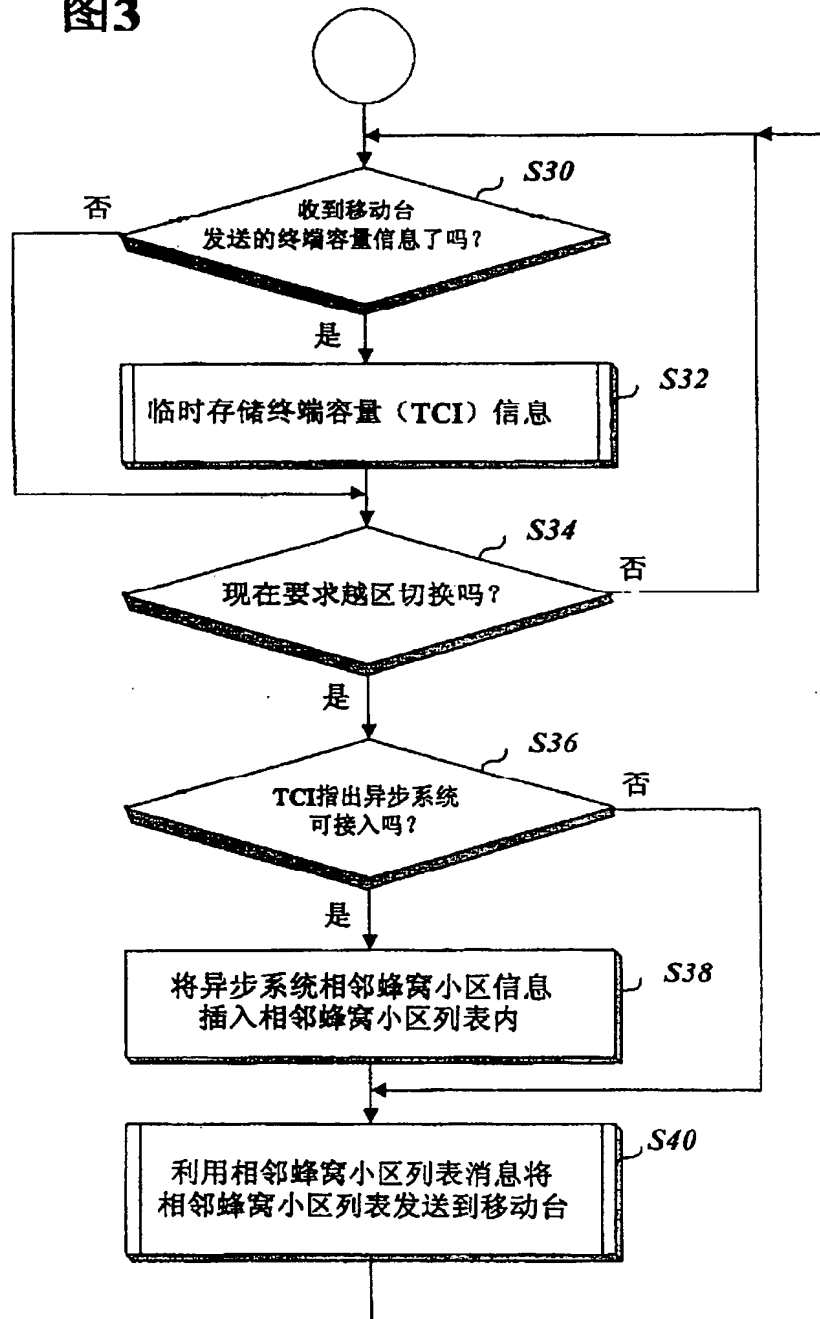 图3
S30
否
收到移动台
发送的终端容量信息了吗？
是
S32
临时存储终端容量（TCI）信息
S34
否
现在要求越区切换吗？
是
S36
否
TCI指出异步系统
可接入吗？
是
S38
将异步系统相邻蜂窝小区信息
插入相邻蜂窝小区列表内
S40
利用相邻蜂窝小区列表消息将
相邻蜂窝小区列表发送到移动台